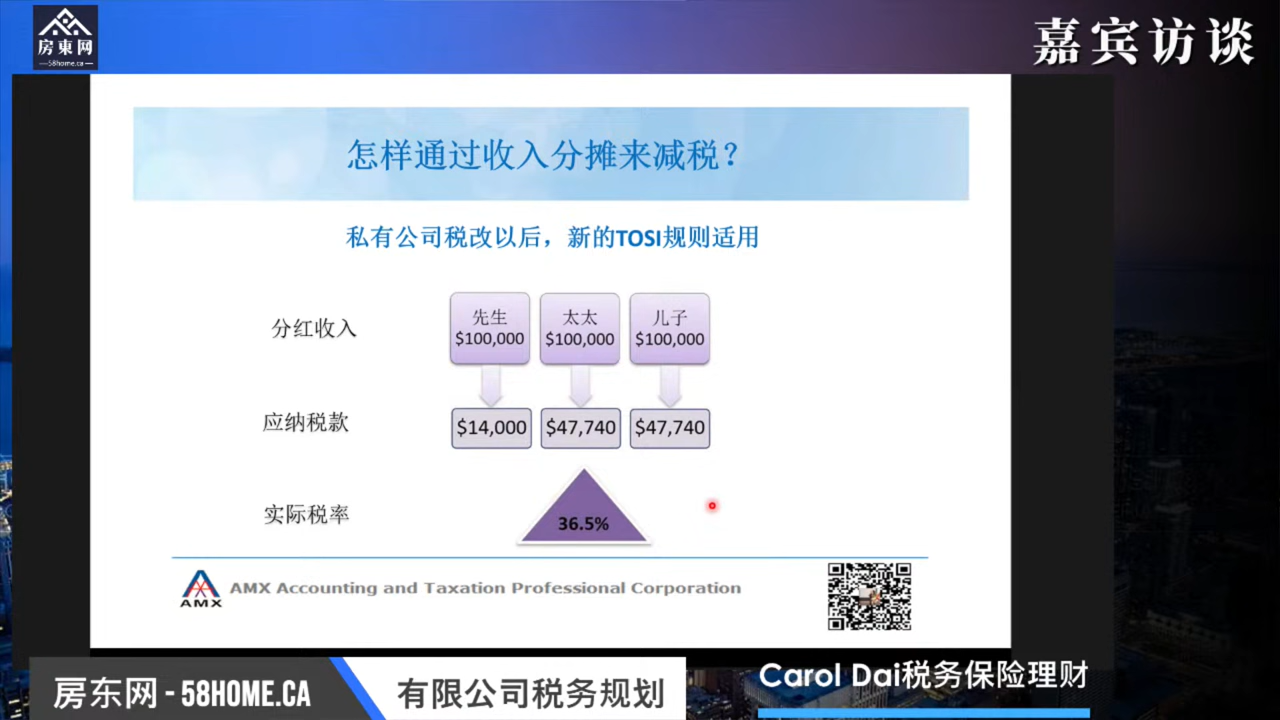 房東网
58home.ca
嘉宾访谈
怎样通过收入分摊来减税？
私有公司税改以后，新的TOSI规则适用
分红收入
先生
$100,000
太太
$100,000
儿子
$100,000
应纳税款
$14,000
$47,740
$47,740
实际税率
36.5%
AMX
AMX Accounting and Taxation Professional Corporation
房东网 - 58HOME.CA
有限公司税务规划
Carol Dai税务保险理财